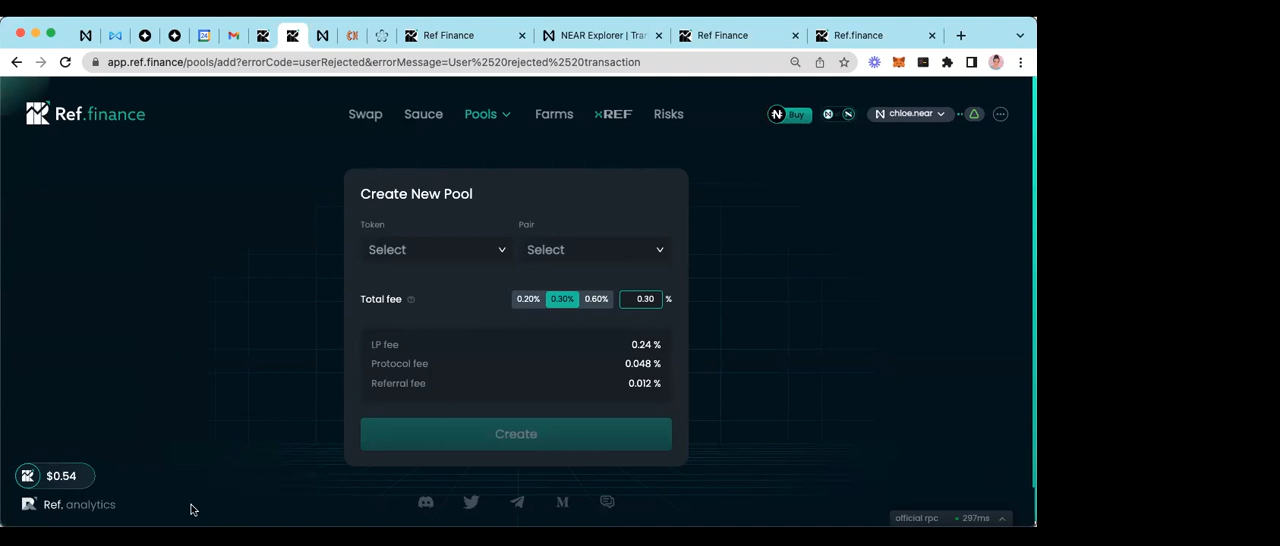 Ref Finance
NEAR Explorer | Tra
Ref Finance
Ref.finance
app.ref.finance/pools/add?errorCode=userRejected&errorMessage=User%2520rejected%2520transaction
Ref.finance
Swap
Sauce
Pools
Farms
xREF
Risks
Buy
chloe.near
Create New Pool
Token
Pair
Select
Select
Total fee
0.20%
0.30%
0.60%
0.30
%
LP fee
0.24 %
Protocol fee
0.048 %
Referral fee
0.012 %
Create
$0.54
Ref. analytics
official rpc
297ms